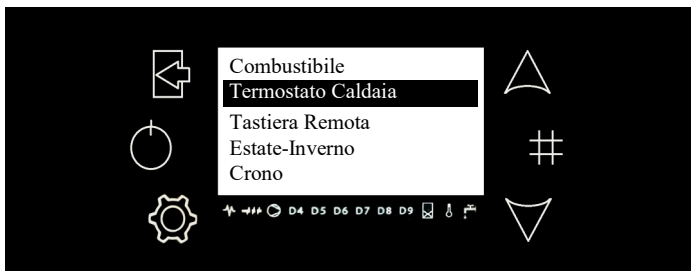 Combustibile
Termostato Caldaia
Tastiera Remota
Estate-Inverno
Crono
D4 D5 D6 D7 D8 D9